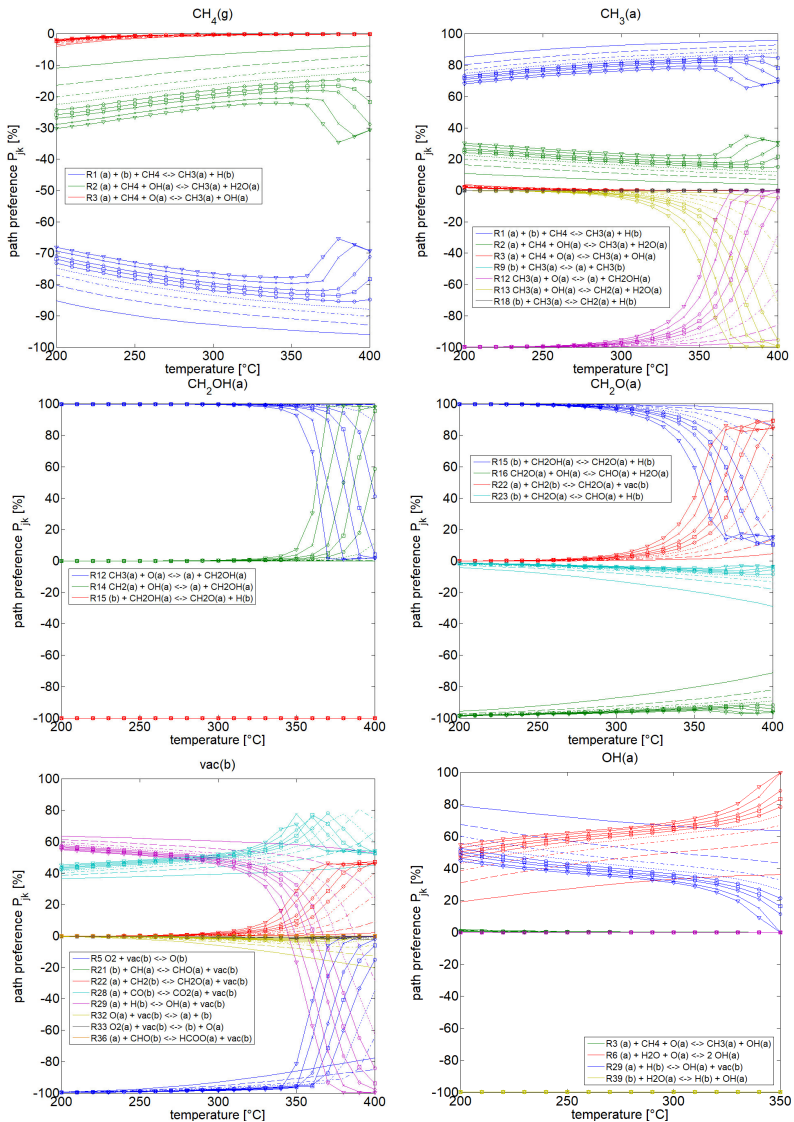 CH4(g)
path preference Pjk [%]
0
-10
-20
-30
-40
-50
-60
-70
-80
-90
-100
R1 (a) + (b) + CH4 <-> CH3(a) + H(b)
R2 (a) + CH4 + OH(a) <-> CH3(a) + H2O(a)
R3 (a) + CH4 + O(a) <-> CH3(a) + OH(a)
200 250 300 350 400
temperature [°C]
CH3(a)
path preference Pjk [%]
100
80
60
40
20
0
-20
-40
-60
-80
-100
R1 (a) + (b) + CH4 <-> CH3(a) + H(b)
R2 (a) + CH4 + OH(a) <-> CH3(a) + H2O(a)
R3 (a) + CH4 + O(a) <-> CH3(a) + OH(a)
R9 (b) + CH3(a) <-> (a) + CH3(b)
R12 CH3(a) + O(a) <-> (a) + CH2OH(a)
R13 CH3(a) + OH(a) <-> CH2(a) + H2O(a)
R18 (b) + CH3(a) <-> CH2(a) + H(b)
200 250 300 350 400
temperature [°C]
CH2OH(a)
path preference Pjk [%]
100
80
60
40
20
0
-20
-40
-60
-80
-100
R12 CH3(a) + O(a) <-> (a) + CH2OH(a)
R14 CH2(a) + OH(a) <-> (a) + CH2OH(a)
R15 (b) + CH2OH(a) <-> CH2O(a) + H(b)
200 250 300 350 400
temperature [°C]
CH2O(a)
path preference Pjk [%]
100
80
60
40
20
0
-20
-40
-60
-80
-100
R15 (b) + CH2OH(a) <-> CH2O(a) + H(b)
R16 CH2O(a) + OH(a) <-> CHO(a) + H2O(a)
R22 (a) + CH2(b) <-> CH2O(a) + vac(b)
R23 (b) + CH2O(a) <-> CHO(a) + H(b)
200 250 300 350 400
temperature [°C]
vac(b)
path preference Pjk [%]
100
80
60
40
20
0
-20
-40
-60
-80
-100
R5 O2 + vac(b) <-> O(b)
R21 (b) + CH(a) <-> CHO(a) + vac(b)
R22 (a) + CH2(b) <-> CH2O(a) + vac(b)
R28 (a) + CO(b) <-> CO2(a) + vac(b)
R29 (a) + H(b) <-> OH(a) + vac(b)
R32 O(a) + vac(b) <-> (a) + (b)
R33 O2(a) + vac(b) <-> (b) + O(a)
R36 (a) + CHO(b) <-> HCOO(a) + vac(b)
200 250 300 350 400
temperature [°C]
OH(a)
path preference Pjk [%]
100
80
60
40
20
0
-20
-40
-60
-80
-100
R3 (a) + CH4 + O(a) <-> CH3(a) + OH(a)
R6 (a) + H2O + O(a) <-> 2 OH(a)
R29 (a) + H(b) <-> OH(a) + vac(b)
R39 (b) + H2O(a) <-> H(b) + OH(a)
200 250 300 350
temperature [°C]